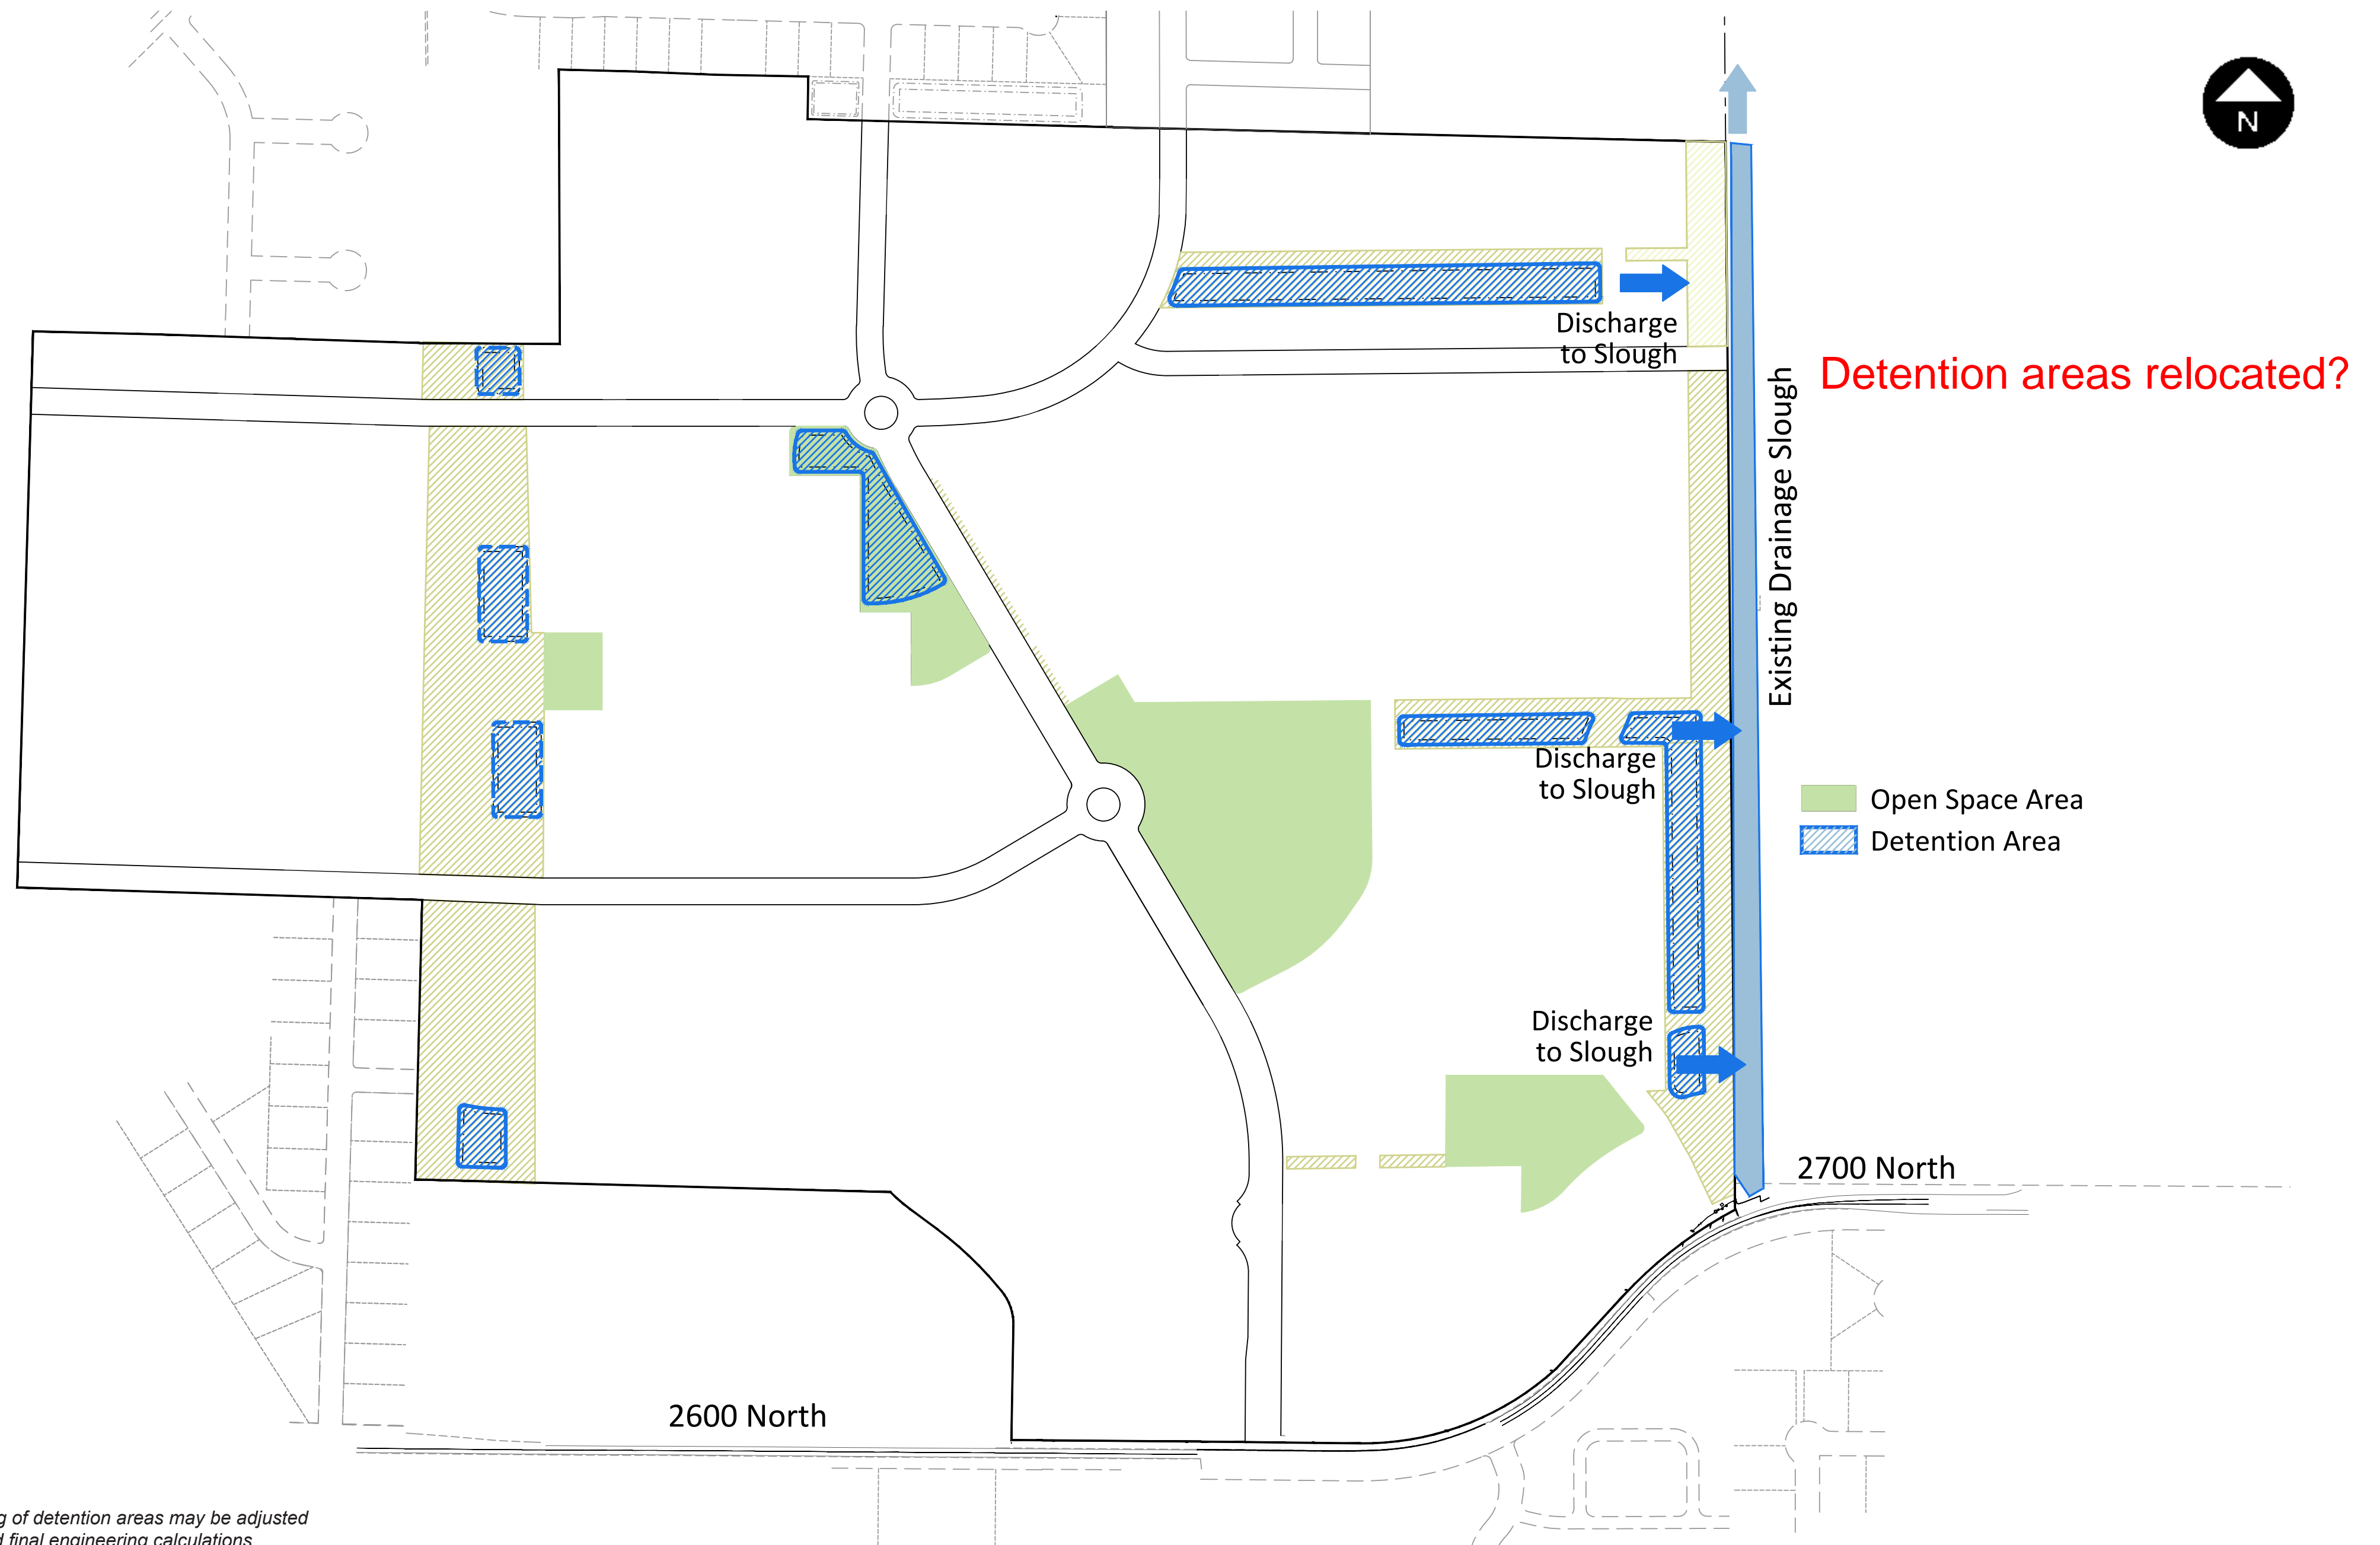 N
Discharge
to Slough
Detention areas relocated?
Existing Drainage Slough
Discharge
to Slough
Open Space Area
Detention Area
Discharge
to Slough
2700 North
2600 North
of detention areas may be adjusted
final engineering calculations